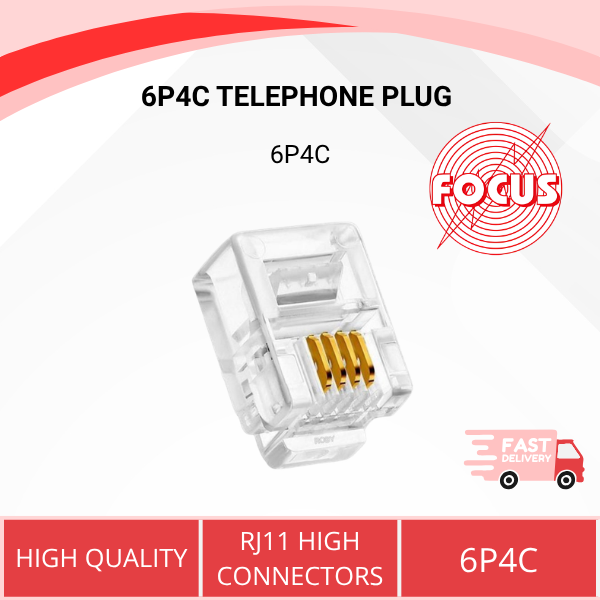 6P4C TELEPHONE PLUG
6P4C
FOCUS
FAST
DELIVERY
HIGH QUALITY
RJ11 HIGH
CONNECTORS
6P4C